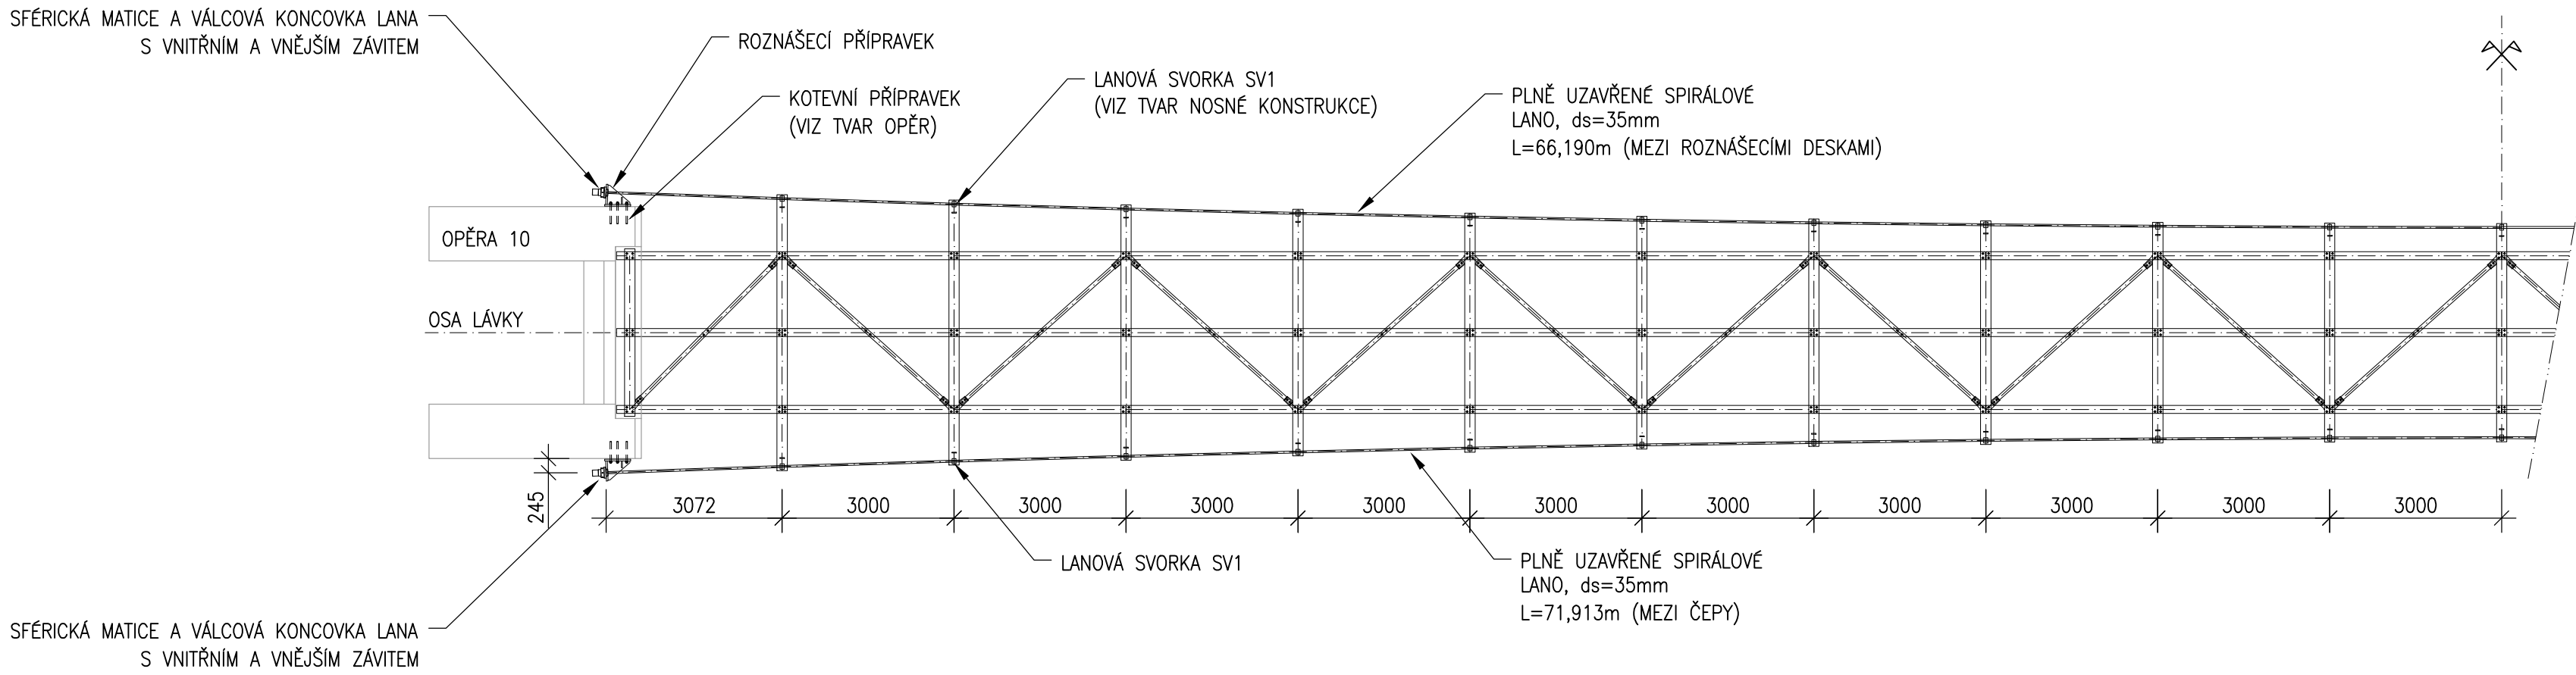 SFÉRICKÁ MATICE A VÁLCOVÁ KONCOVKA LANA
S VNITŘNÍM A VNĚJŠÍM ZÁVITEM
ROZNÁŠECÍ PŘÍPRAVEK
KOTEVNÍ PŘÍPRAVEK
(VIZ TVAR OPĚR)
LANOVÁ SVORKA SV1
(VIZ TVAR NOSNÉ KONSTRUKCE)
PLNĚ UZAVŘENÉ SPIRÁLOVÉ
LANO, ds=35mm
L=66,190m (MEZI ROZNÁŠECÍMI DESKAMI)
OPĚRA 10
OSA LÁVKY
245
3072
3000
3000
3000
3000
3000
3000
3000
3000
3000
3000
LANOVÁ SVORKA SV1
PLNĚ UZAVŘENÉ SPIRÁLOVÉ
LANO, ds=35mm
L=71,913m (MEZI ČEPY)
SFÉRICKÁ MATICE A VÁLCOVÁ KONCOVKA LANA
S VNITŘNÍM A VNĚJŠÍM ZÁVITEM